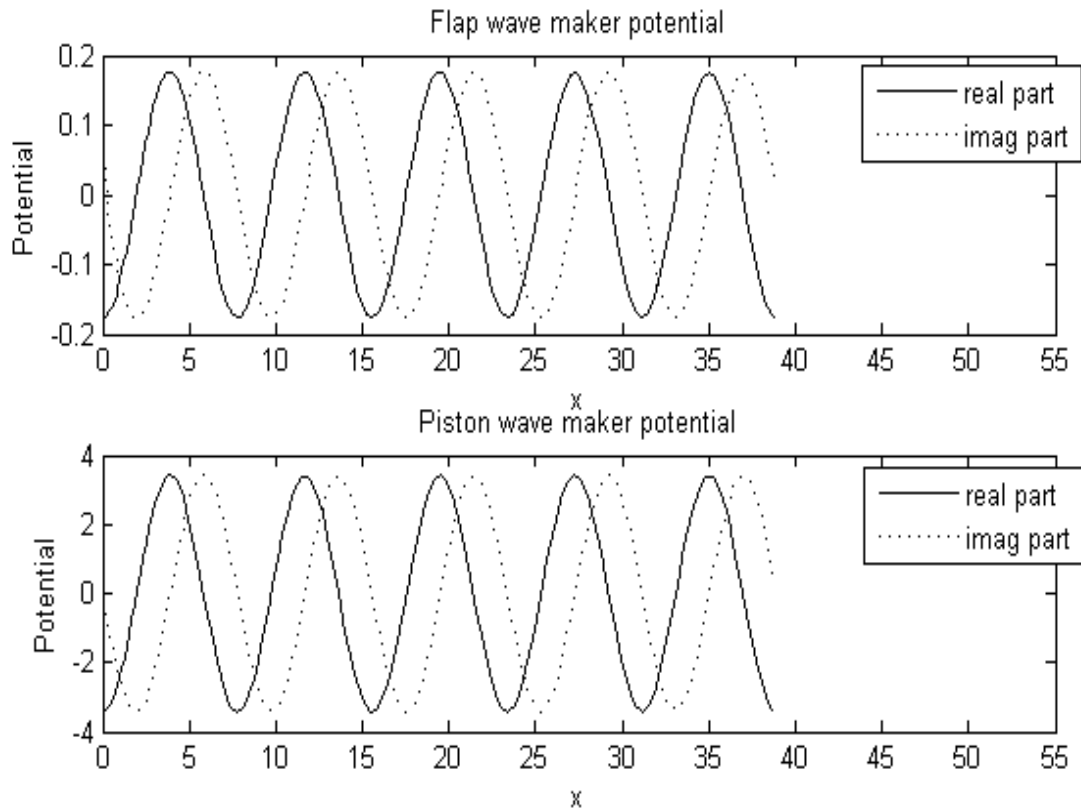 Flap wave maker potential
0.2
0.1
0
-0.1
-0.2
Potential
real part
imag part
0 5 10 15 20 25 30 35 40 45 50 55
x
Piston wave maker potential
4
2
0
-2
-4
Potential
real part
imag part
0 5 10 15 20 25 30 35 40 45 50 55
x